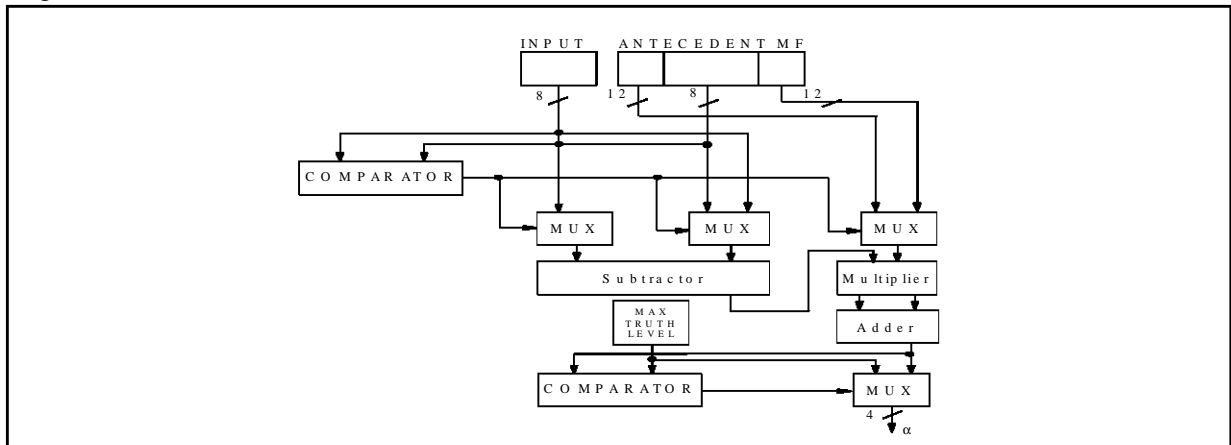 INPUT ANTECEDENT MF
8 12 8 12
COMPARATOR
MUX MUX MUX
Subtractor Multiplier
MAX
TRUTH
LEVEL
Adder
COMPARATOR MUX
4
α